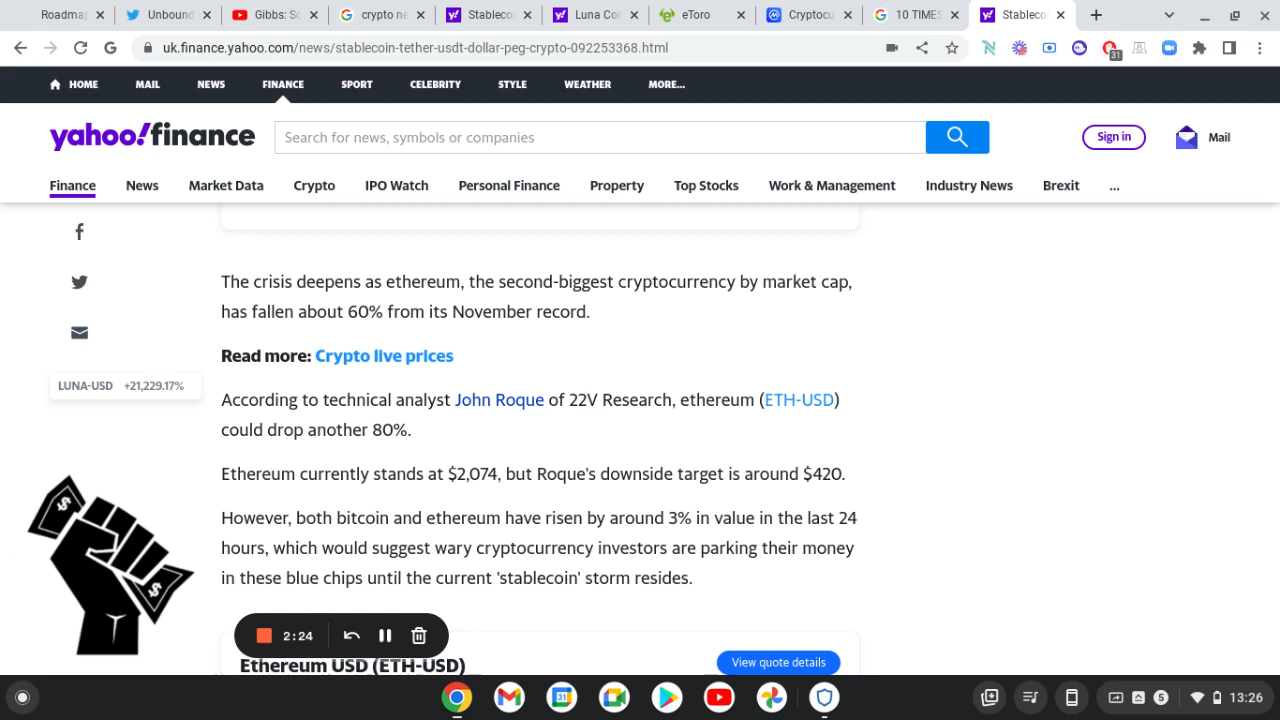 Roadmap
Unbound
Gibbs: So
crypto ne
Stableco
Luna Coi
eToro
Cryptocu
10 TIMES
Stableco
uk.finance.yahoo.com/news/stablecoin-tether-usdt-dollar-peg-crypto-092253368.html
31
HOME MAIL NEWS FINANCE SPORT CELEBRITY STYLE WEATHER MORE...
yahoo!finance
Search for news, symbols or companies
Sign in
Mail
Finance News Market Data Crypto IPO Watch Personal Finance Property Top Stocks Work & Management Industry News Brexit ...
The crisis deepens as ethereum, the second-biggest cryptocurrency by market cap,
has fallen about 60% from its November record.
Read more: Crypto live prices
LUNA-USD +21,229.17%
According to technical analyst John Roque of 22V Research, ethereum (ETH-USD)
could drop another 80%.
Ethereum currently stands at $2,074, but Roque's downside target is around $420.
However, both bitcoin and ethereum have risen by around 3% in value in the last 24
hours, which would suggest wary cryptocurrency investors are parking their money
in these blue chips until the current 'stablecoin' storm resides.
$
$
2:24
Ethereum USD (ETH-USD)
View quote details
31
5
13:26